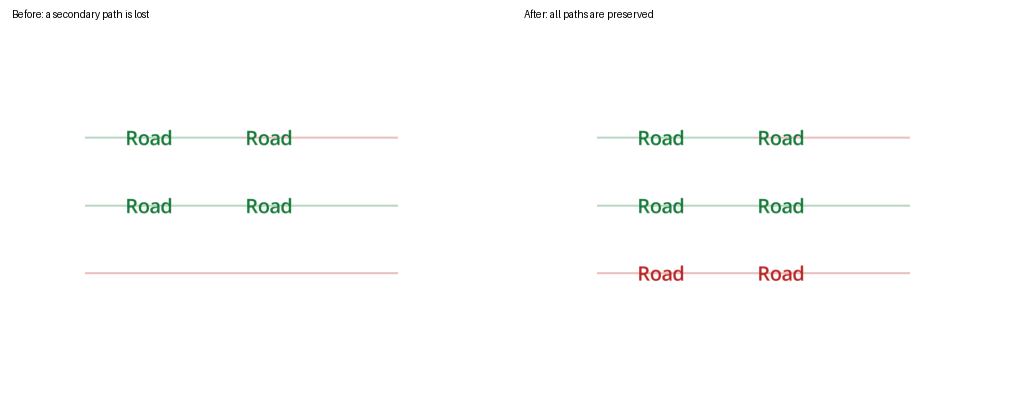 Before: a secondary path is lost
After: all paths are preserved
Road Road Road Road
Road Road Road Road
Road Road